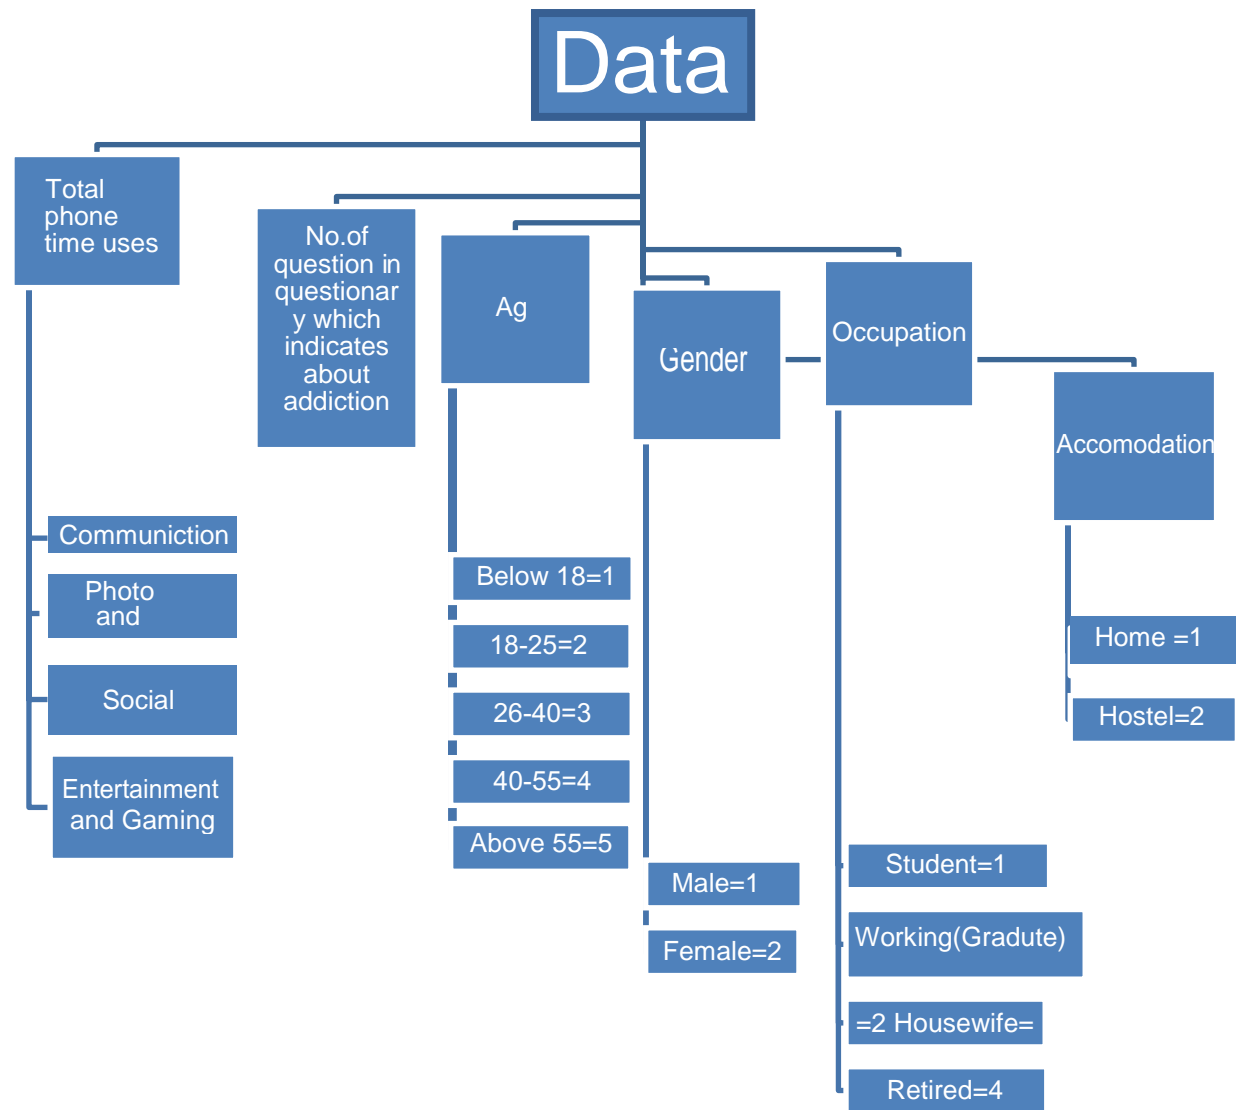 Data
Total
phone
time uses
No.of
question in
questionar
y which
indicates
about
addiction
Ag
Gender
Occupation
Accomodation
Communiction
Photo
and
Social
Entertainment
and Gaming
Below 18=1
18-25=2
26-40=3
40-55=4
Above 55=5
Male=1
Female=2
Student=1
Working(Gradute)
=2 Housewife=
Retired=4
Home =1
Hostel=2